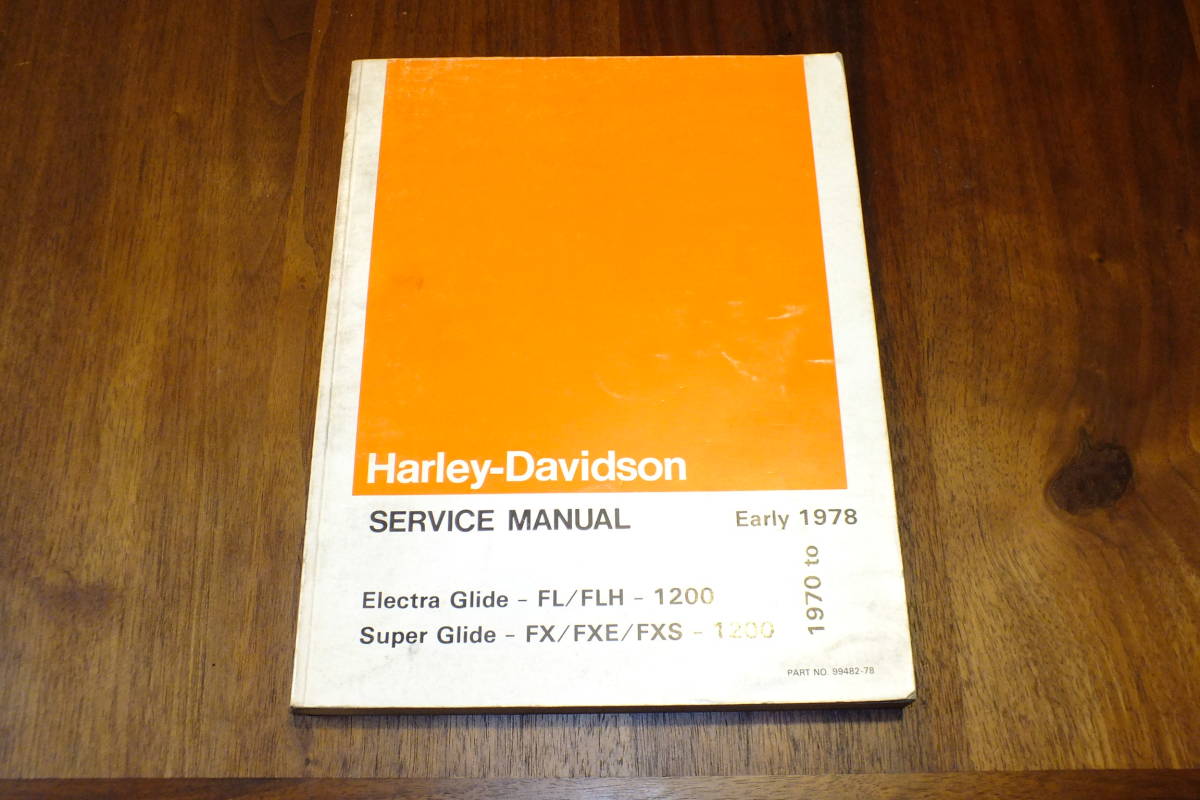 Harley-Davidson
SERVICE MANUAL
Early 1978
1970 to
Electra Glide - FL/FLH - 1200
Super Glide - FX/FXE/FXS - 1200
PART NO. 99482-78